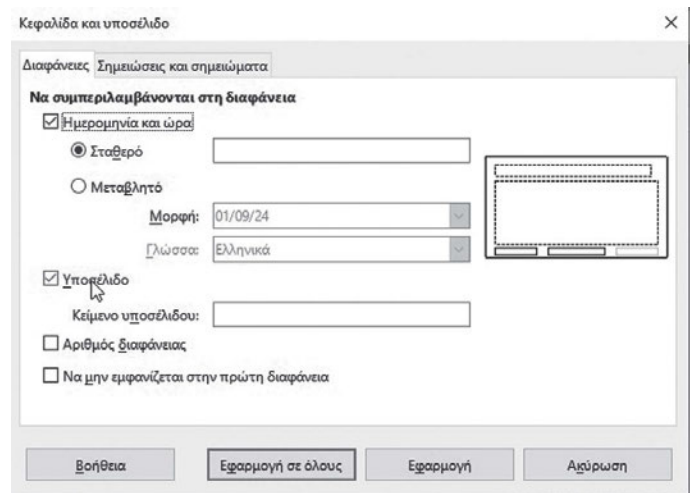 Κεφαλίδα και υποσέλιδο
Διαφάνειες Σημειώσεις και σημειώματα
Να συμπεριλαμβάνονται στη διαφάνεια
Ημερομηνία και ώρα
Σταθερό
Μεταβλητό
Μορφή: 01/09/24
Γλώσσα: Ελληνικά
Υποσέλιδο
Κείμενο υποσέλιδου:
Αριθμός διαφάνειας
Να μην εμφανίζεται στην πρώτη διαφάνεια
Βοήθεια Εφαρμογή σε όλους Εφαρμογή Ακύρωση